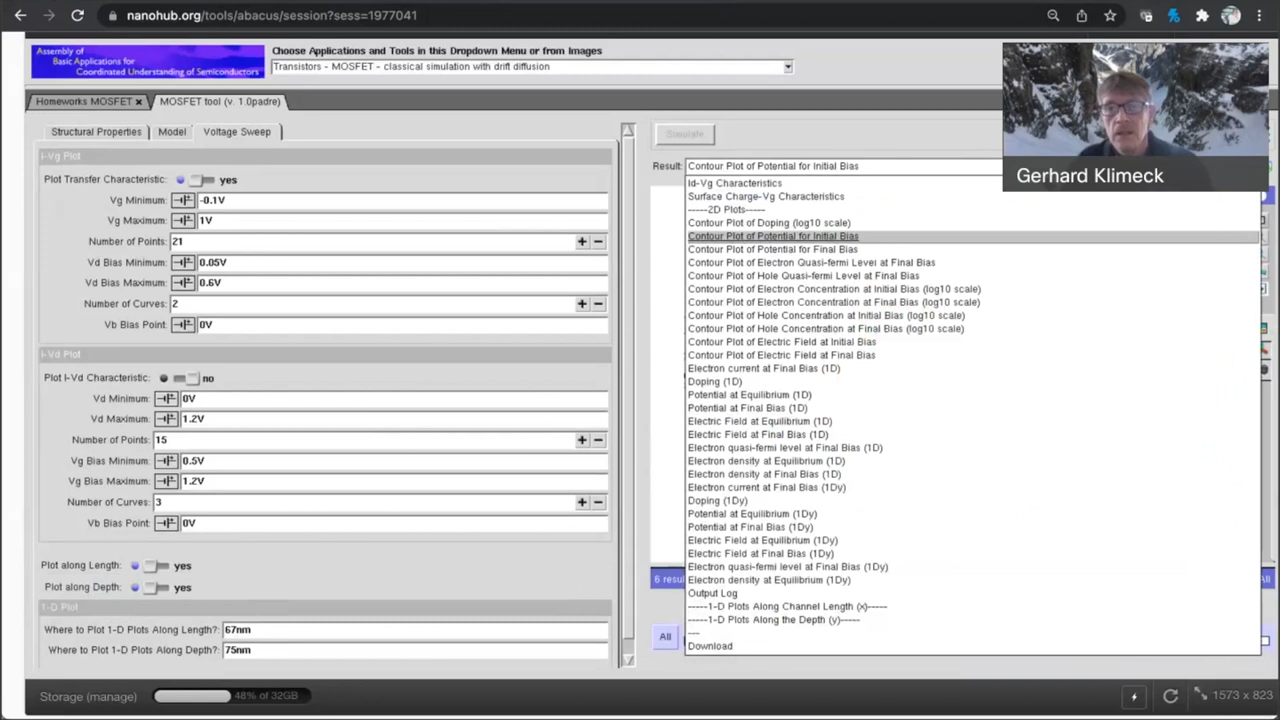 nanohub.org/tools/abacus/session?sess=1977041
Assembly of
Basic Applications for
Coordinated Understanding of Semiconductors
Choose Applications and Tools in this Dropdown Menu or from Images
Transistors - MOSFET - classical simulation with drift diffusion
Homeworks MOSFET ×
MOSFET tool (v. 1.0padre)
Structural Properties
Model
Voltage Sweep
I-Vg Plot
Plot Transfer Characteristic: yes
Vg Minimum: -0.1V
Vg Maximum: 1V
Number of Points: 21
Vd Bias Minimum: 0.05V
Vd Bias Maximum: 0.6V
Number of Curves: 2
Vb Bias Point: 0V
I-Vd Plot
Plot I-Vd Characteristic: no
Vd Minimum: 0V
Vd Maximum: 1.2V
Number of Points: 15
Vg Bias Minimum: 0.5V
Vg Bias Maximum: 1.2V
Number of Curves: 3
Vb Bias Point: 0V
Plot along Length: yes
Plot along Depth: yes
1-D Plot
Where to Plot 1-D Plots Along Length?: 67nm
Where to Plot 1-D Plots Along Depth?: 75nm
Simulate
Result: Contour Plot of Potential for Initial Bias
Id-Vg Characteristics
Surface Charge-Vg Characteristics
-----2D Plots-----
Contour Plot of Doping (log10 scale)
Contour Plot of Potential for Initial Bias
Contour Plot of Potential for Final Bias
Contour Plot of Electron Quasi-fermi Level at Final Bias
Contour Plot of Hole Quasi-fermi Level at Final Bias
Contour Plot of Electron Concentration at Initial Bias (log10 scale)
Contour Plot of Electron Concentration at Final Bias (log10 scale)
Contour Plot of Hole Concentration at Initial Bias (log10 scale)
Contour Plot of Hole Concentration at Final Bias (log10 scale)
Contour Plot of Electric Field at Initial Bias
Contour Plot of Electric Field at Final Bias
Electron current at Final Bias (1D)
Doping (1D)
Potential at Equilibrium (1D)
Potential at Final Bias (1D)
Electric Field at Equilibrium (1D)
Electric Field at Final Bias (1D)
Electron quasi-fermi level at Final Bias (1D)
Electron density at Equilibrium (1D)
Electron density at Final Bias (1D)
Electron current at Final Bias (1Dy)
Doping (1Dy)
Potential at Equilibrium (1Dy)
Potential at Final Bias (1Dy)
Electric Field at Equilibrium (1Dy)
Electric Field at Final Bias (1Dy)
Electron quasi-fermi level at Final Bias (1Dy)
Electron density at Equilibrium (1Dy)
Output Log
-----1-D Plots Along Channel Length (x)-----
-----1-D Plots Along the Depth (y)-----
---
Download
6
All
All
Gerhard Klimeck
Storage (manage) 48% of 32GB
1573 x 823